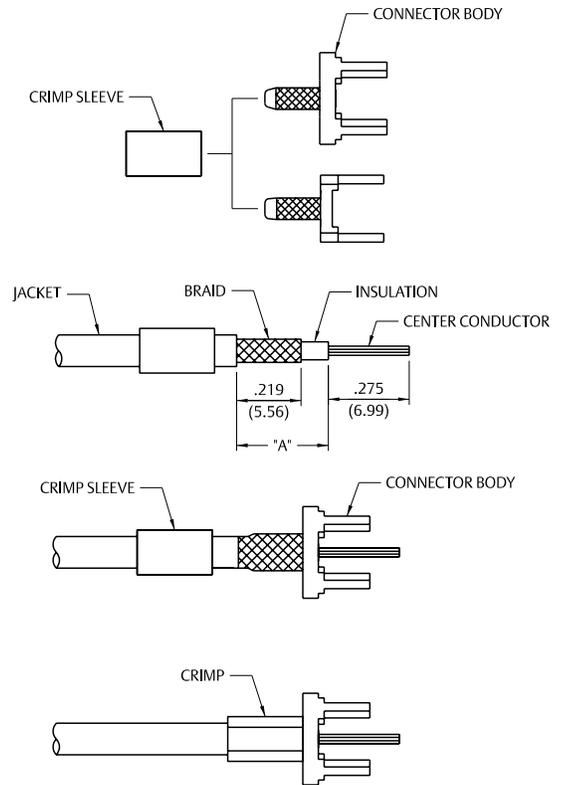 CONNECTOR BODY
CRIMP SLEEVE
JACKET
BRAID
INSULATION
CENTER CONDUCTOR
.219
(5.56)
.275
(6.99)
"A"
CRIMP SLEEVE
CONNECTOR BODY
CRIMP